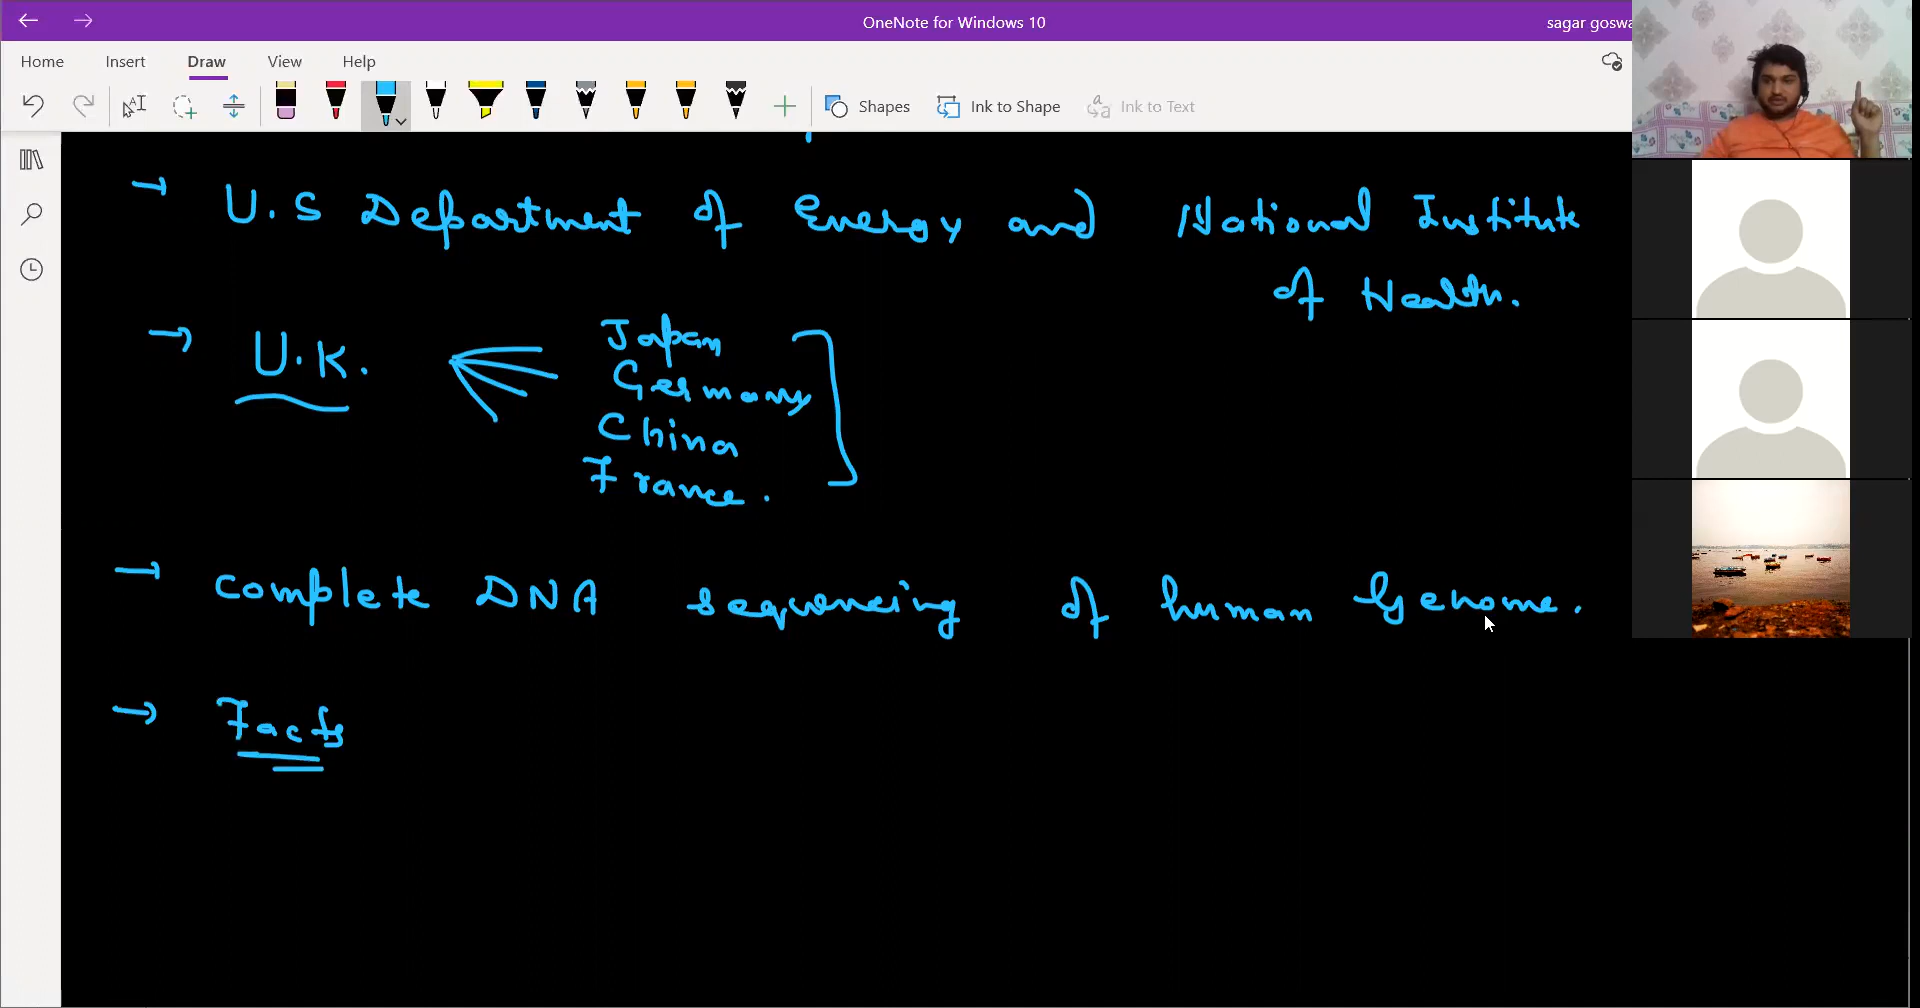 OneNote for Windows 10
sagar goswa
Home Insert Draw View Help
Shapes Ink to Shape Ink to Text
→ U.S Department of Energy and National Institute
of Health.
→ U.K. Japan
Germany
China
France.
→ Complete DNA sequencing of human Genome.
→ Facts